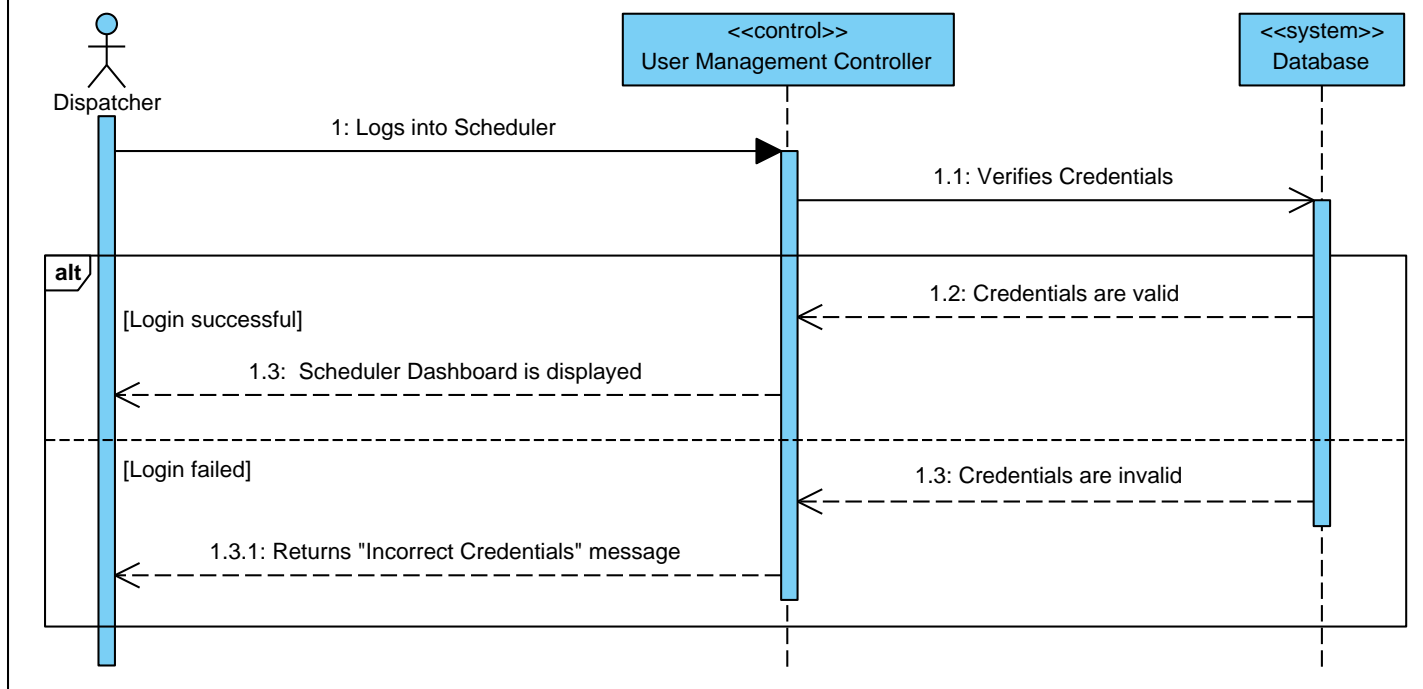 <<control>>
User Management Controller
<<system>>
Database
Dispatcher
1: Logs into Scheduler
1.1: Verifies Credentials
alt
1.2: Credentials are valid
[Login successful]
1.3:  Scheduler Dashboard is displayed
[Login failed]
1.3: Credentials are invalid
1.3.1: Returns "Incorrect Credentials" message